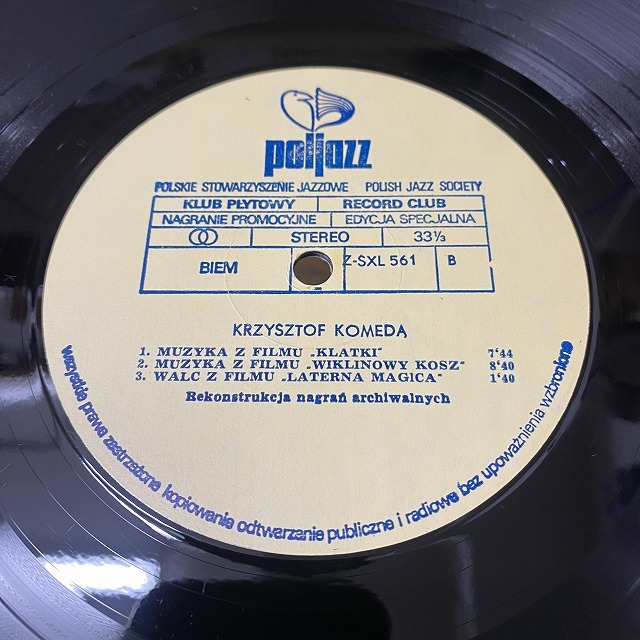 poljazz
POLSKIE STOWARZYSZENIE JAZZOWE POLISH JAZZ SOCIETY
KLUB PŁYTOWY RECORD CLUB
NAGRANIE PROMOCYJNE EDYCJA SPECJALNA
STEREO 33⅓
BIEM Z-SXL 561 B
KRZYSZTOF KOMEDA
1. MUZYKA Z FILMU „KLATKI" 7'44
2. MUZYKA Z FILMU „WIKLINOWY KOSZ" 8'40
3. WALC Z FILMU „LATERNA MAGICA" 1'40
Rekonstrukcja nagrań archiwalnych
wszystkie prawa zastrzeżone kopiowanie odtwarzanie publiczne i radiowe bez upoważnienia wzbronione